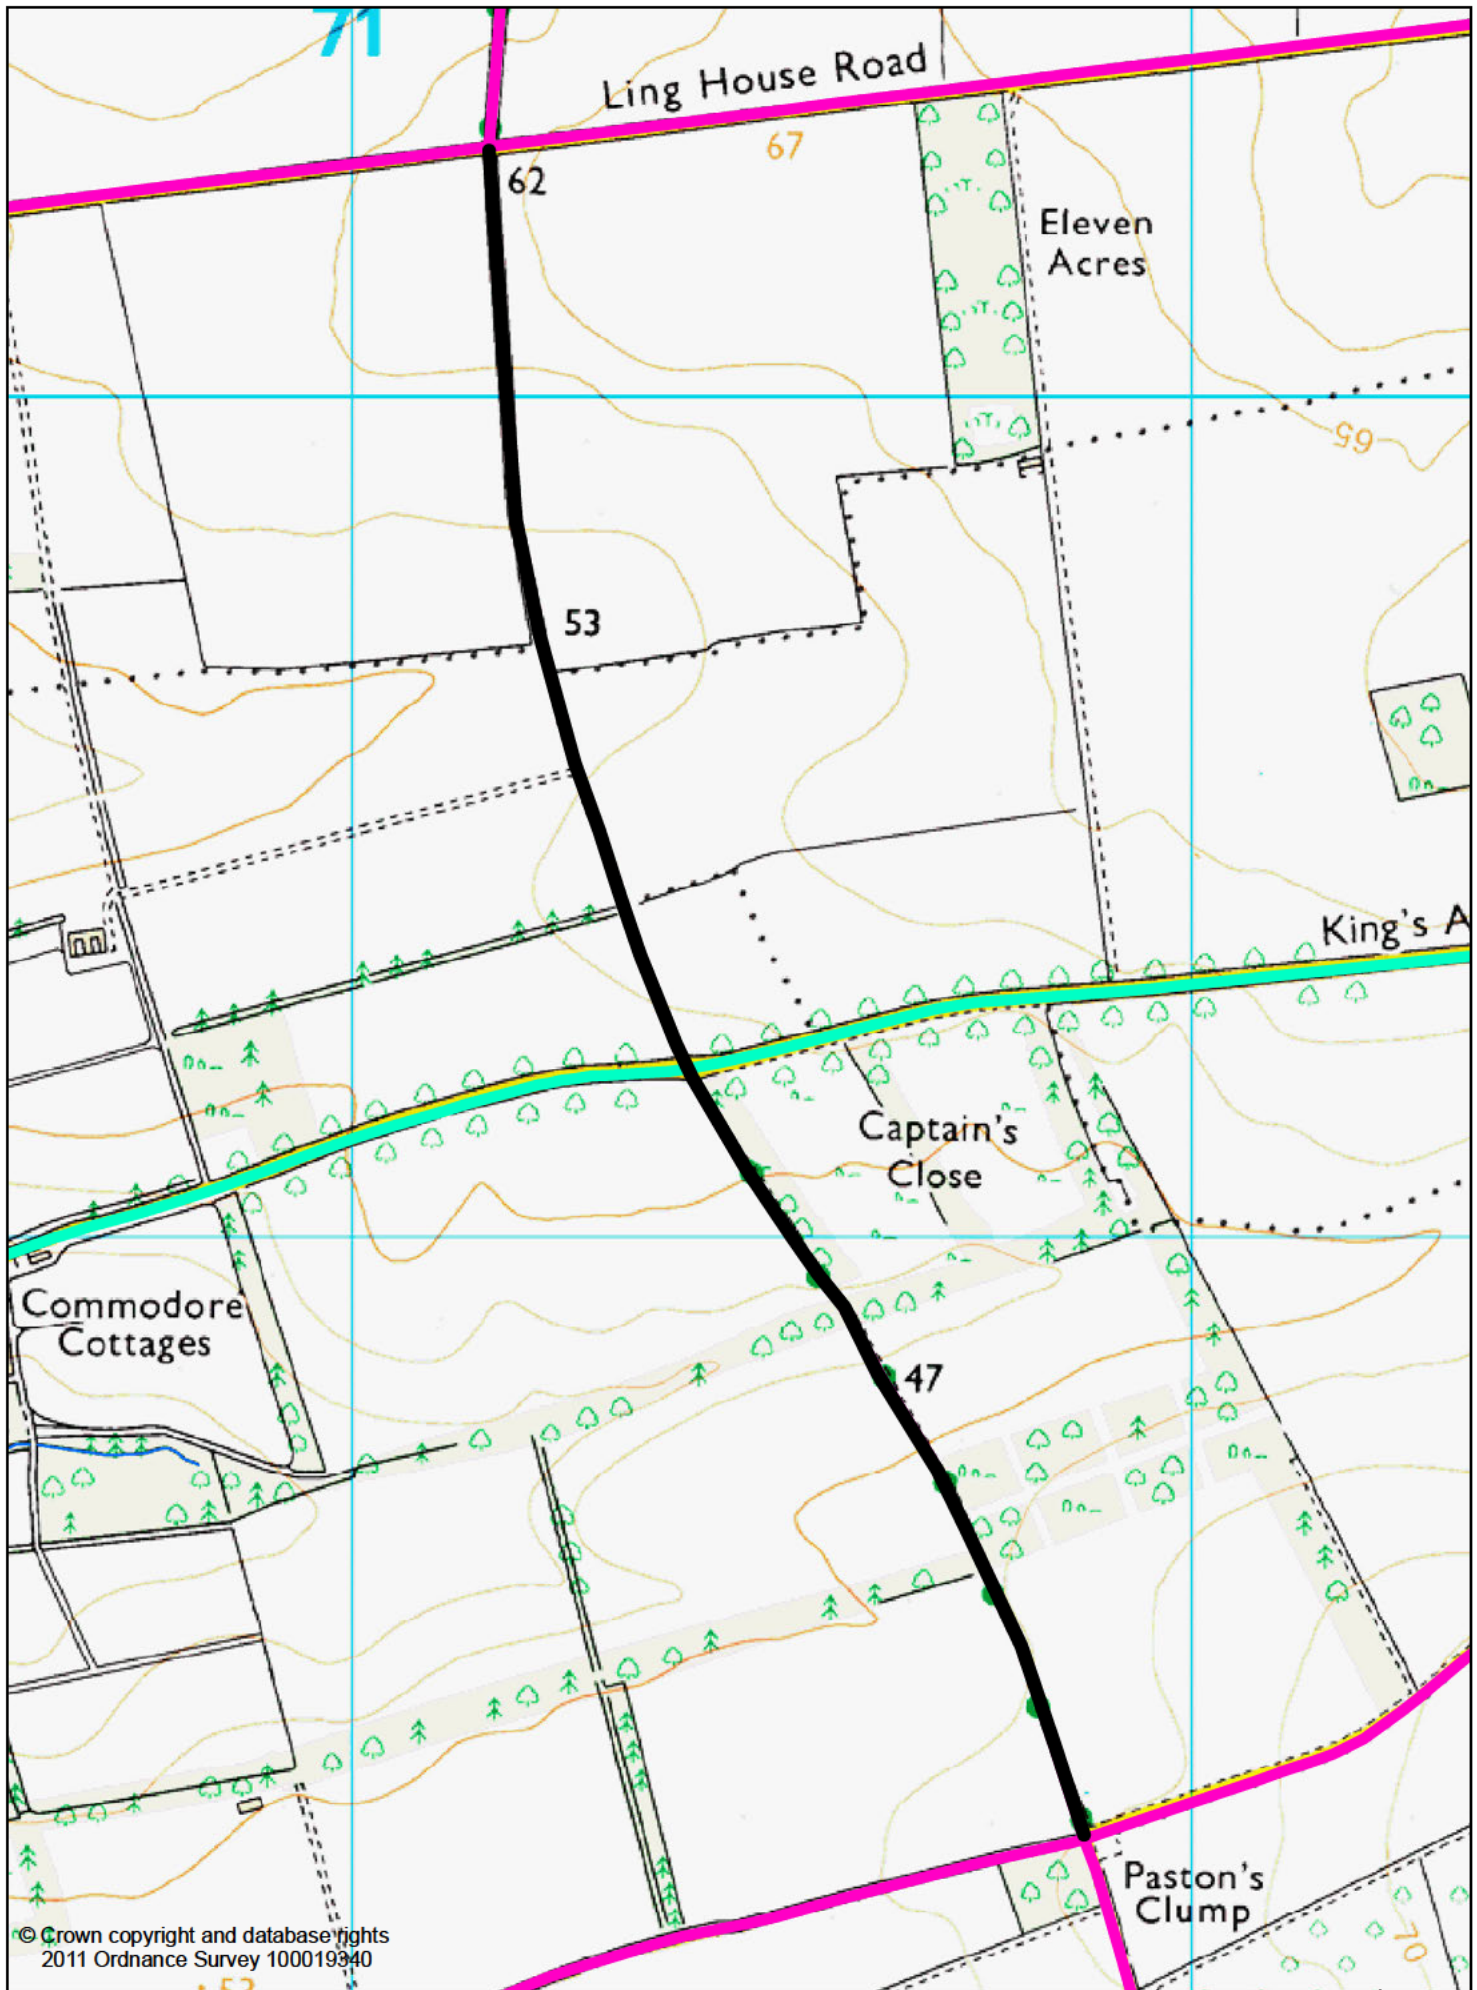 71
Ling House Road
67
62
Eleven
Acres
65
53
King's A
Captain's
Close
Commodore
Cottages
47
Paston's
Clump
© Crown copyright and database rights
2011 Ordnance Survey 100019340
70